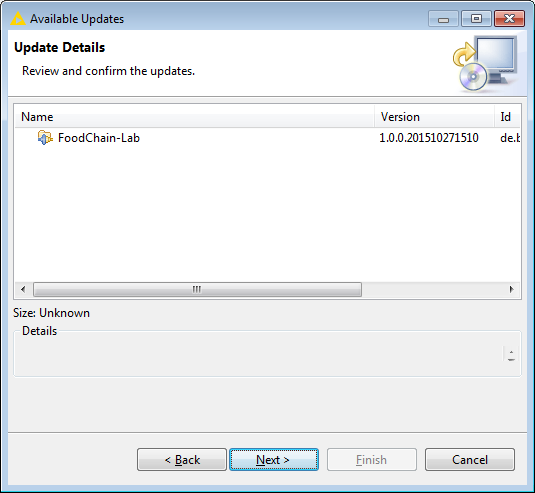 Available Updates
Update Details
Review and confirm the updates.
Name Version Id
FoodChain-Lab 1.0.0.201510271510 de.b
Size: Unknown
Details
< Back Next > Finish Cancel